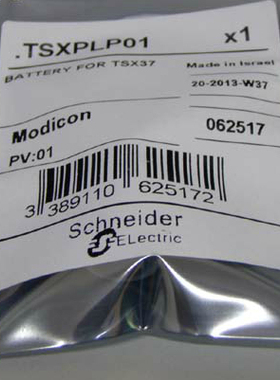 .TSXPLP01 x1
BATTERY FOR TSX37 Made in Israel
20-2013-W37
Modicon 062517
PV:01
3 389110 625172
Schneider
ELectric